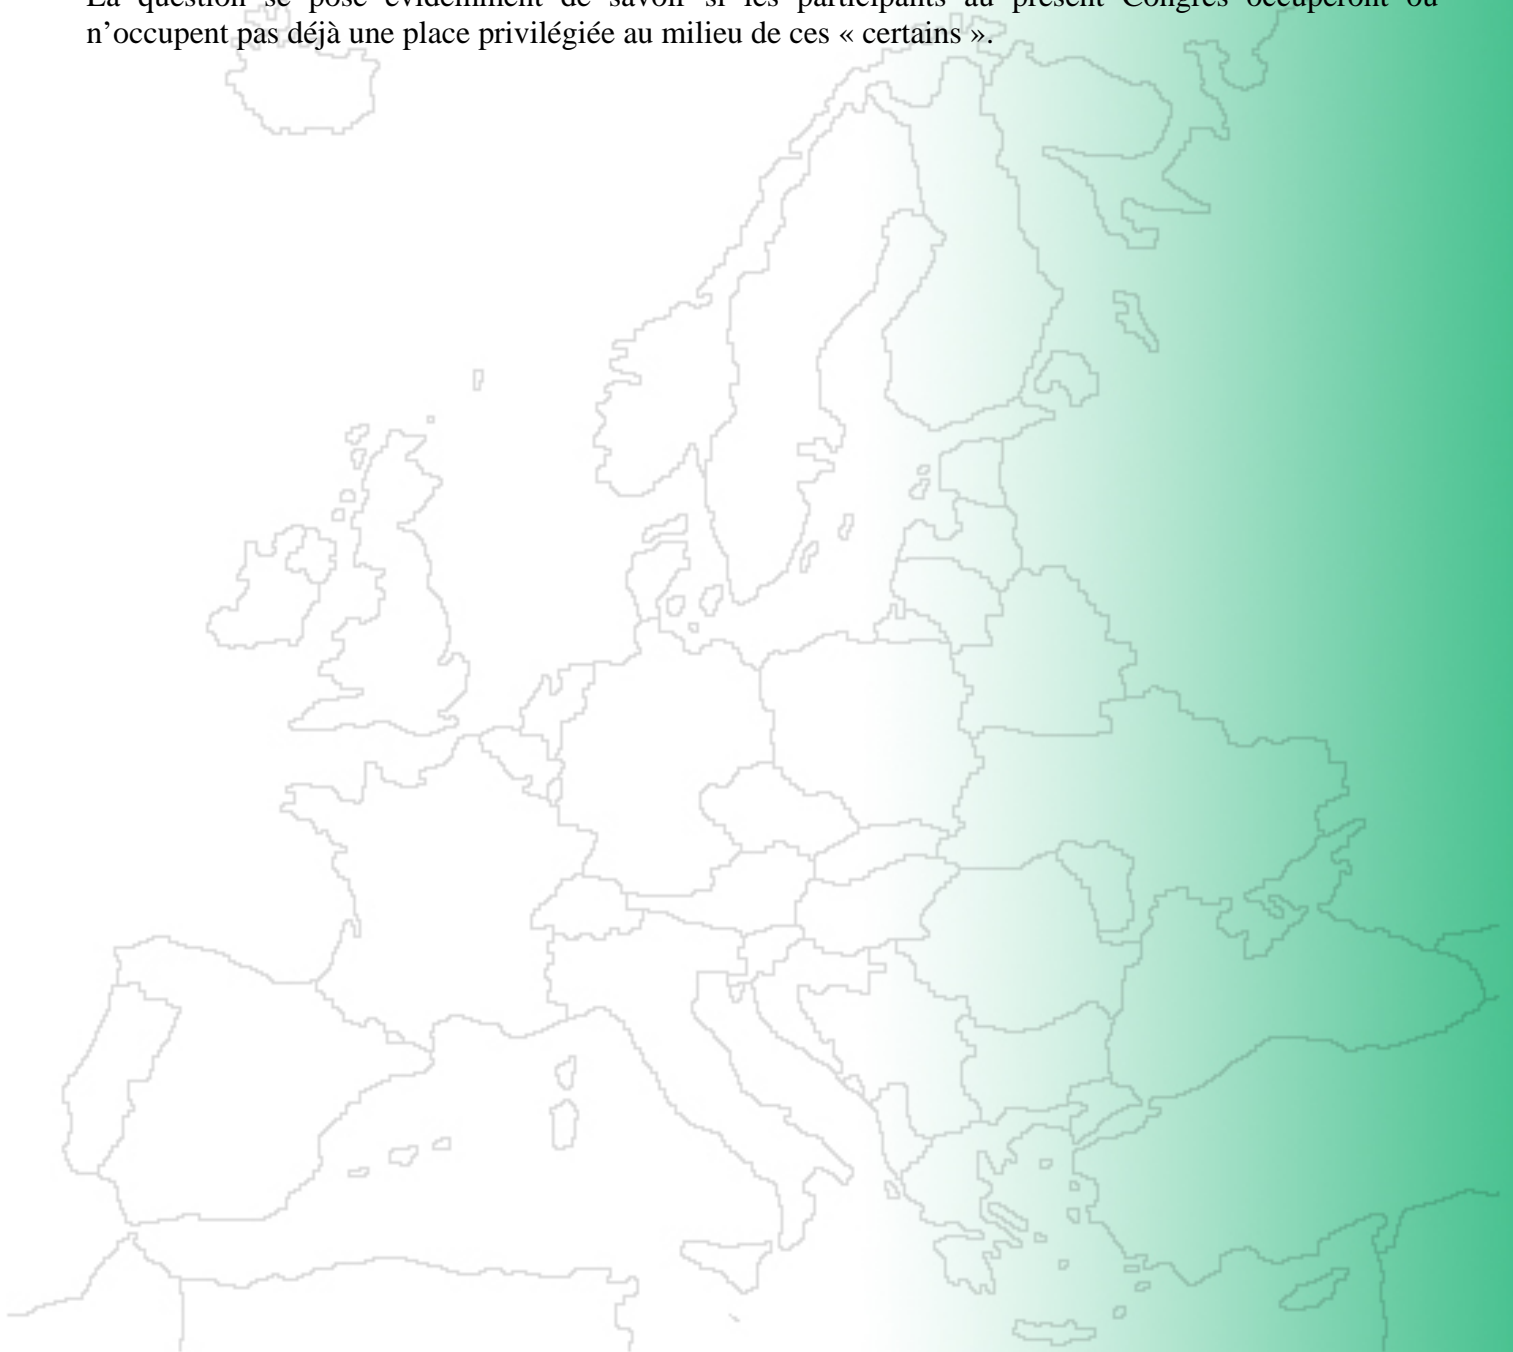 La question se pose évidemment de savoir si les participants au présent Congrès occuperont ou
n’occupent pas déjà une place privilégiée au milieu de ces « certains ».